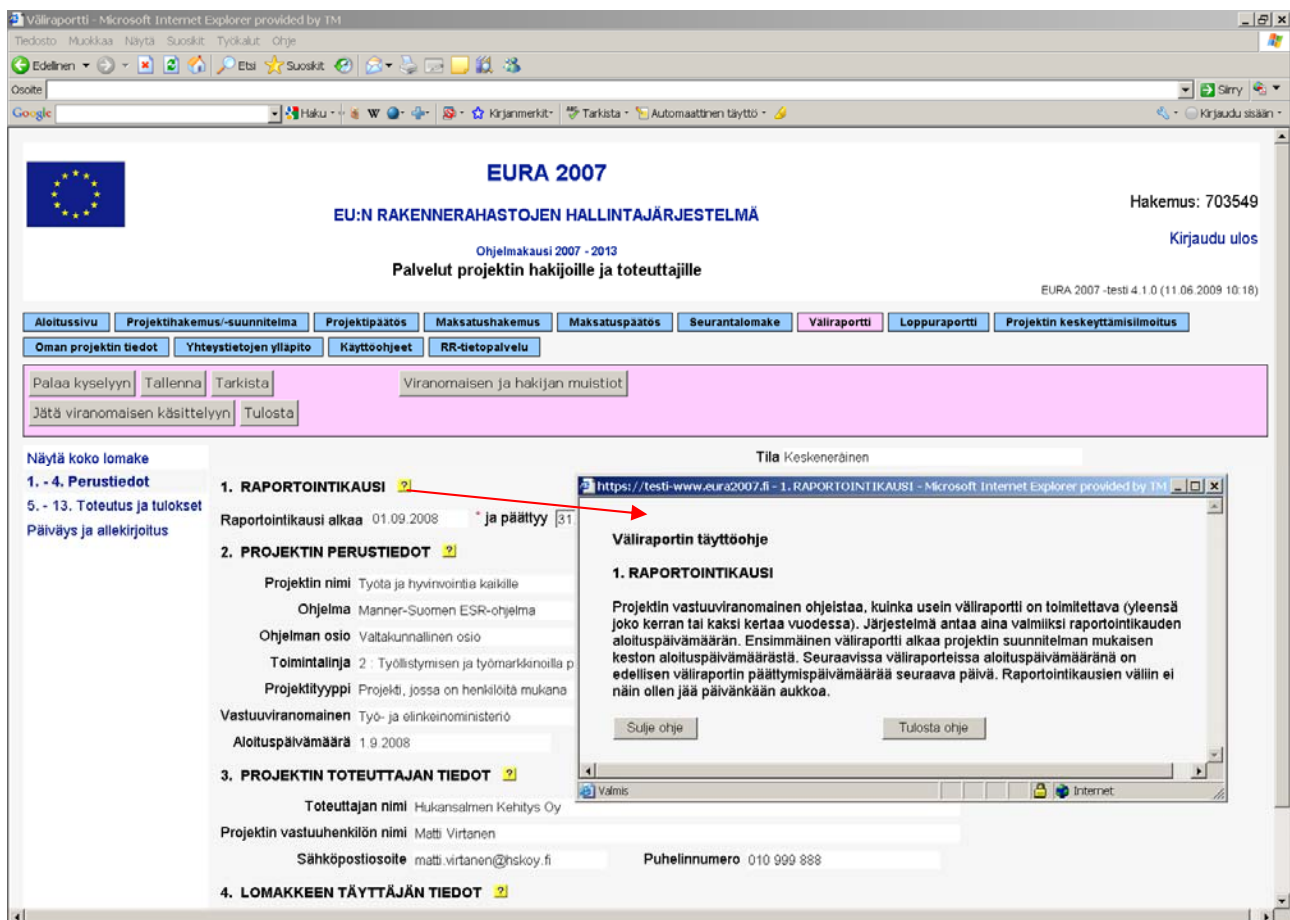 Väliraportti - Microsoft Internet Explorer provided by TM
Tiedosto Muokkaa Näytä Suosikit Työkalut Ohje
Edellinen Etsi Suosikit
Osoite Siirry
Google Haku Kirjanmerkit Tarkista Automaattinen täyttö Kirjaudu sisään
EURA 2007
EU:N RAKENNERAHASTOJEN HALLINTAJÄRJESTELMÄ
Hakemus: 703549
Kirjaudu ulos
Ohjelmakausi 2007 - 2013
Palvelut projektin hakijoille ja toteuttajille
EURA 2007 -testi 4.1.0 (11.06.2009 10:18)
Aloitussivu Projektihakemus/-suunnitelma Projektipäätös Maksatushakemus Maksatuspäätös Seurantalomake Väliraportti Loppuraportti Projektin keskeyttämisilmoitus
Oman projektin tiedot Yhteystietojen ylläpito Käyttöohjeet RR-tietopalvelu
Palaa kyselyyn Tallenna Tarkista Viranomaisen ja hakijan muistiot
Jätä viranomaisen käsittelyyn Tulosta
Näytä koko lomake
1. - 4. Perustiedot
5. - 13. Toteutus ja tulokset
Päiväys ja allekirjoitus
Tila Keskeneräinen
1. RAPORTOINTIKAUSI ?
Raportointikausi alkaa 01.09.2008 * ja päättyy 31.
2. PROJEKTIN PERUSTIEDOT ?
Projektin nimi Työtä ja hyvinvointia kaikille
Ohjelma Manner-Suomen ESR-ohjelma
Ohjelman osio Valtakunnallinen osio
Toimintalinja 2 : Työllistymisen ja työmarkkinoilla p
Projektityyppi Projekti, jossa on henkilöitä mukana
Vastuuviranomainen Työ- ja elinkeinoministeriö
Aloituspäivämäärä 1.9.2008
3. PROJEKTIN TOTEUTTAJAN TIEDOT ?
Toteuttajan nimi Hukansalmen Kehitys Oy
Projektin vastuuhenkilön nimi Matti Virtanen
Sähköpostiosoite matti.virtanen@hskoy.fi Puhelinnumero 010 999 888
4. LOMAKKEEN TÄYTTÄJÄN TIEDOT ?
https://testi-www.eura2007.fi - 1. RAPORTOINTIKAUSI - Microsoft Internet Explorer provided by TM
Väliraportin täyttöohje
1. RAPORTOINTIKAUSI
Projektin vastuuviranomainen ohjeistaa, kuinka usein väliraportti on toimitettava (yleensä
joko kerran tai kaksi kertaa vuodessa). Järjestelmä antaa aina valmiiksi raportointikauden
aloituspäivämäärän. Ensimmäinen väliraportti alkaa projektin suunnitelman mukaisen
keston aloituspäivämäärästä. Seuraavissa väliraporteissa aloituspäivämääränä on
edellisen väliraportin päättymispäivämäärää seuraava päivä. Raportointikausien väliin ei
näin ollen jää päivänkään aukkoa.
Sulje ohje Tulosta ohje
Valmis Internet